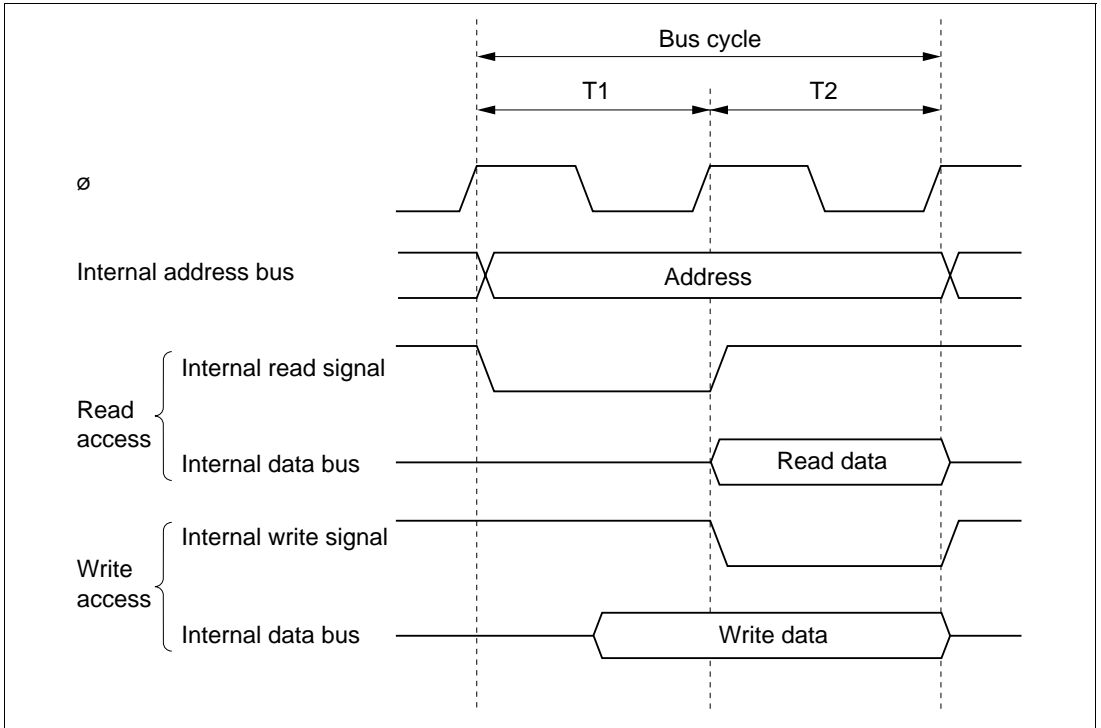 Bus cycle
T1
T2
ø
Internal address bus
Address
Read
access
Internal read signal
Internal data bus
Read data
Write
access
Internal write signal
Internal data bus
Write data